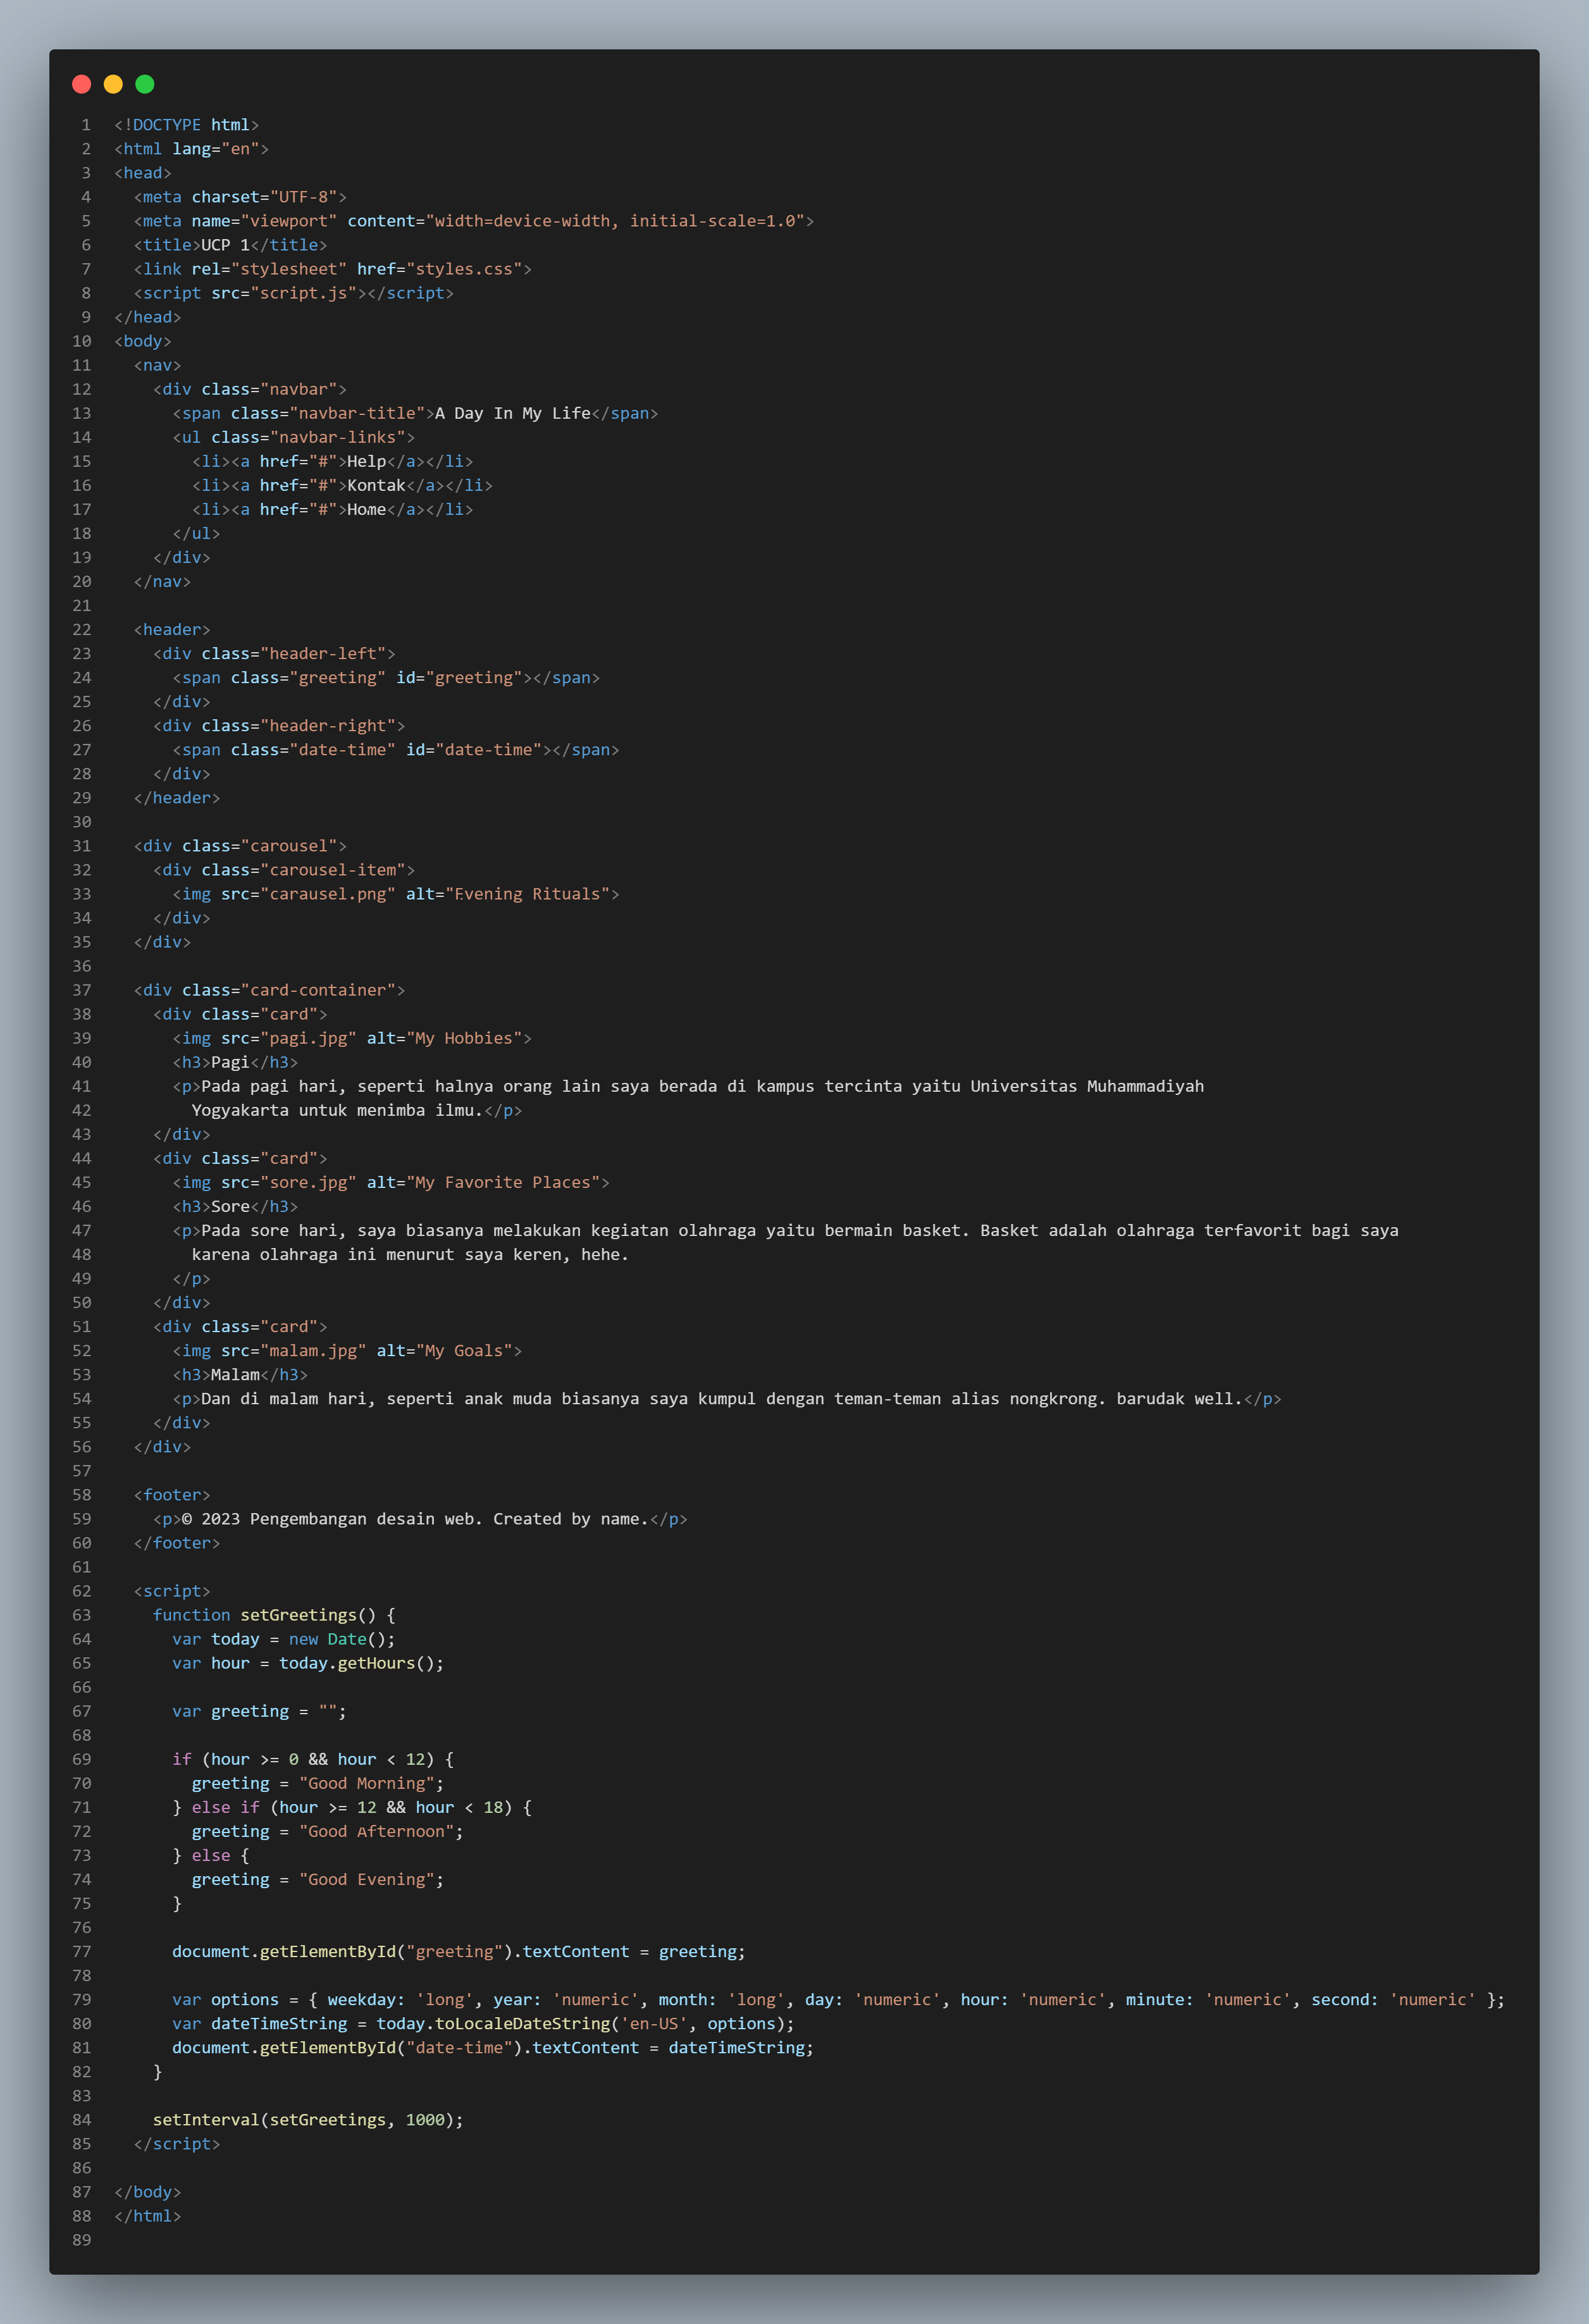 1 <!DOCTYPE html>
2 <html lang="en">
3 <head>
4   <meta charset="UTF-8">
5   <meta name="viewport" content="width=device-width, initial-scale=1.0">
6   <title>UCP 1</title>
7   <link rel="stylesheet" href="styles.css">
8   <script src="script.js"></script>
9 </head>
10 <body>
11   <nav>
12     <div class="navbar">
13       <span class="navbar-title">A Day In My Life</span>
14       <ul class="navbar-links">
15         <li><a href="#">Help</a></li>
16         <li><a href="#">Kontak</a></li>
17         <li><a href="#">Home</a></li>
18       </ul>
19     </div>
20   </nav>
21
22   <header>
23     <div class="header-left">
24       <span class="greeting" id="greeting"></span>
25     </div>
26     <div class="header-right">
27       <span class="date-time" id="date-time"></span>
28     </div>
29   </header>
30
31   <div class="carousel">
32     <div class="carousel-item">
33       <img src="carausel.png" alt="Evening Rituals">
34     </div>
35   </div>
36
37   <div class="card-container">
38     <div class="card">
39       <img src="pagi.jpg" alt="My Hobbies">
40       <h3>Pagi</h3>
41       <p>Pada pagi hari, seperti halnya orang lain saya berada di kampus tercinta yaitu Universitas Muhammadiyah
42         Yogyakarta untuk menimba ilmu.</p>
43     </div>
44     <div class="card">
45       <img src="sore.jpg" alt="My Favorite Places">
46       <h3>Sore</h3>
47       <p>Pada sore hari, saya biasanya melakukan kegiatan olahraga yaitu bermain basket. Basket adalah olahraga terfavorit bagi saya
48         karena olahraga ini menurut saya keren, hehe.
49       </p>
50     </div>
51     <div class="card">
52       <img src="malam.jpg" alt="My Goals">
53       <h3>Malam</h3>
54       <p>Dan di malam hari, seperti anak muda biasanya saya kumpul dengan teman-teman alias nongkrong. barudak well.</p>
55     </div>
56   </div>
57
58   <footer>
59     <p>© 2023 Pengembangan desain web. Created by name.</p>
60   </footer>
61
62   <script>
63     function setGreetings() {
64       var today = new Date();
65       var hour = today.getHours();
66
67       var greeting = "";
68
69       if (hour >= 0 && hour < 12) {
70         greeting = "Good Morning";
71       } else if (hour >= 12 && hour < 18) {
72         greeting = "Good Afternoon";
73       } else {
74         greeting = "Good Evening";
75       }
76
77       document.getElementById("greeting").textContent = greeting;
78
79       var options = { weekday: 'long', year: 'numeric', month: 'long', day: 'numeric', hour: 'numeric', minute: 'numeric', second: 'numeric' };
80       var dateTimeString = today.toLocaleDateString('en-US', options);
81       document.getElementById("date-time").textContent = dateTimeString;
82     }
83
84     setInterval(setGreetings, 1000);
85   </script>
86
87 </body>
88 </html>
89